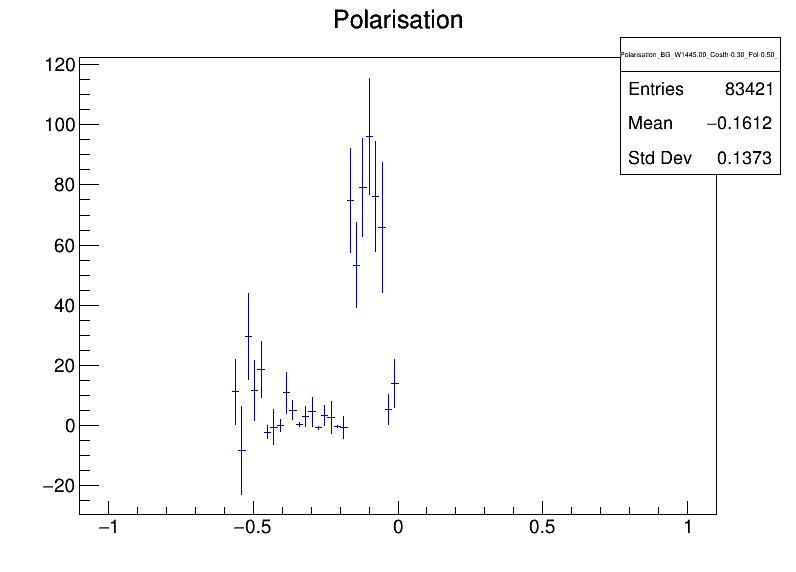 Polarisation
Polarisation_BG_W1445.00_Costh-0.30_Pol-0.50_
Entries 83421
Mean −0.1612
Std Dev 0.1373
120
100
80
60
40
20
0
−20
−1 −0.5 0 0.5 1